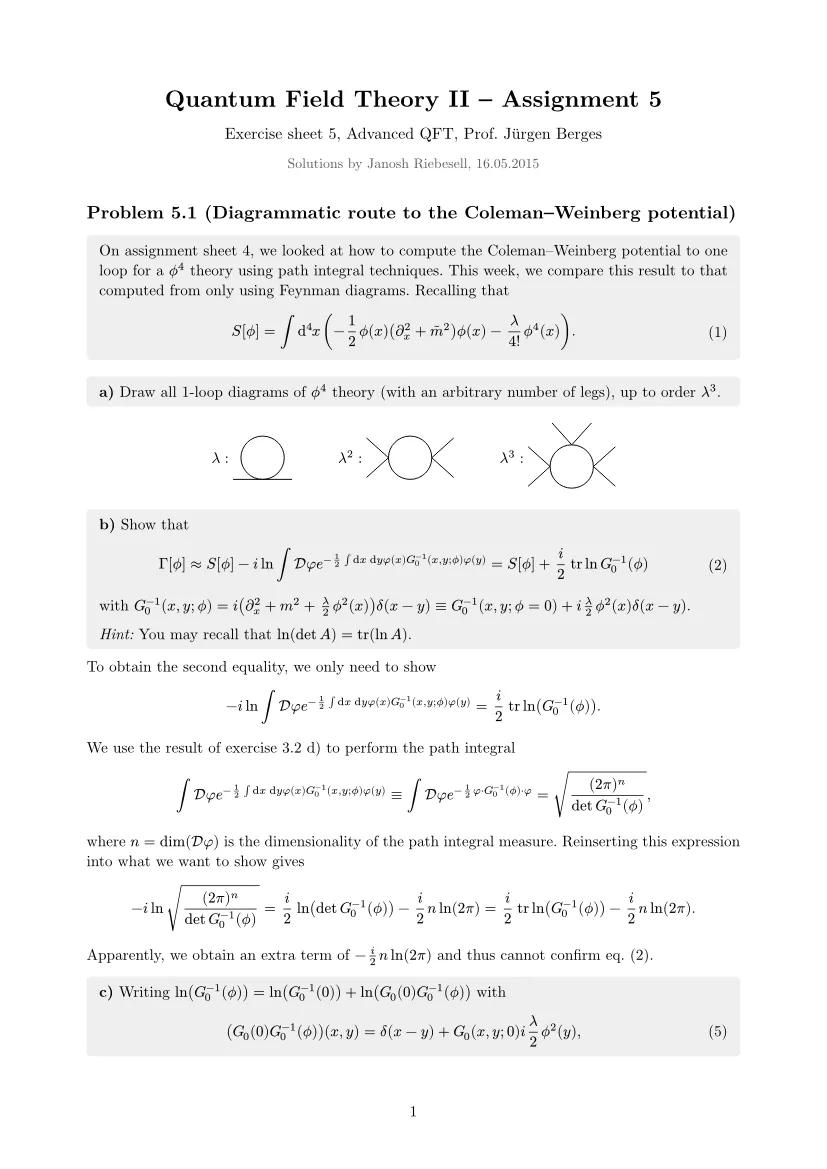 Quantum Field Theory II – Assignment 5
Exercise sheet 5, Advanced QFT, Prof. Jürgen Berges
Solutions by Janosh Riebesell, 16.05.2015
Problem 5.1 (Diagrammatic route to the Coleman–Weinberg potential)
On assignment sheet 4, we looked at how to compute the Coleman–Weinberg potential to one
loop for a ϕ⁴ theory using path integral techniques. This week, we compare this result to that
computed from only using Feynman diagrams. Recalling that
S[ϕ] = ∫ d⁴x (−1/2 ϕ(x)(∂ₓ² + m̃²)ϕ(x) − λ/4! ϕ⁴(x)). (1)
a) Draw all 1-loop diagrams of ϕ⁴ theory (with an arbitrary number of legs), up to order λ³.
λ : λ² : λ³ :
b) Show that
Γ[ϕ] ≈ S[ϕ] − i ln ∫ 𝒟φe^{−1/2 ∫ dx dyφ(x)G₀⁻¹(x,y;ϕ)φ(y)} = S[ϕ] + i/2 tr ln G₀⁻¹(ϕ) (2)
with G₀⁻¹(x, y; ϕ) = i(∂ₓ² + m² + λ/2 ϕ²(x))δ(x − y) ≡ G₀⁻¹(x, y; ϕ = 0) + i λ/2 ϕ²(x)δ(x − y).
Hint: You may recall that ln(det A) = tr(ln A).
To obtain the second equality, we only need to show
−i ln ∫ 𝒟φe^{−1/2 ∫ dx dyφ(x)G₀⁻¹(x,y;ϕ)φ(y)} = i/2 tr ln(G₀⁻¹(ϕ)).
We use the result of exercise 3.2 d) to perform the path integral
∫ 𝒟φe^{−1/2 ∫ dx dyφ(x)G₀⁻¹(x,y;ϕ)φ(y)} ≡ ∫ 𝒟φe^{−1/2 φ·G₀⁻¹(ϕ)·φ} = √((2π)ⁿ / det G₀⁻¹(ϕ)),
where n = dim(𝒟φ) is the dimensionality of the path integral measure. Reinserting this expression
into what we want to show gives
−i ln √((2π)ⁿ / det G₀⁻¹(ϕ)) = i/2 ln(det G₀⁻¹(ϕ)) − i/2 n ln(2π) = i/2 tr ln(G₀⁻¹(ϕ)) − i/2 n ln(2π).
Apparently, we obtain an extra term of − i/2 n ln(2π) and thus cannot confirm eq. (2).
c) Writing ln(G₀⁻¹(ϕ)) = ln(G₀⁻¹(0)) + ln(G₀(0)G₀⁻¹(ϕ)) with
(G₀(0)G₀⁻¹(ϕ))(x, y) = δ(x − y) + G₀(x, y; 0)i λ/2 ϕ²(y), (5)
1